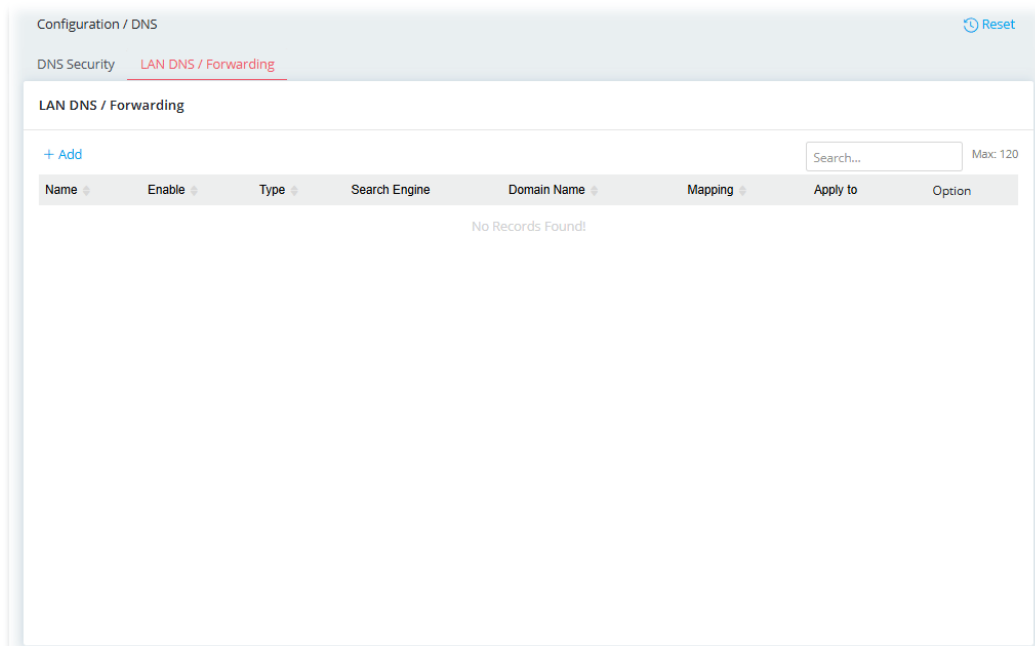 Configuration / DNS Reset
DNS Security LAN DNS / Forwarding
LAN DNS / Forwarding
+ Add Search... Max: 120
Name Enable Type Search Engine Domain Name Mapping Apply to Option
No Records Found!